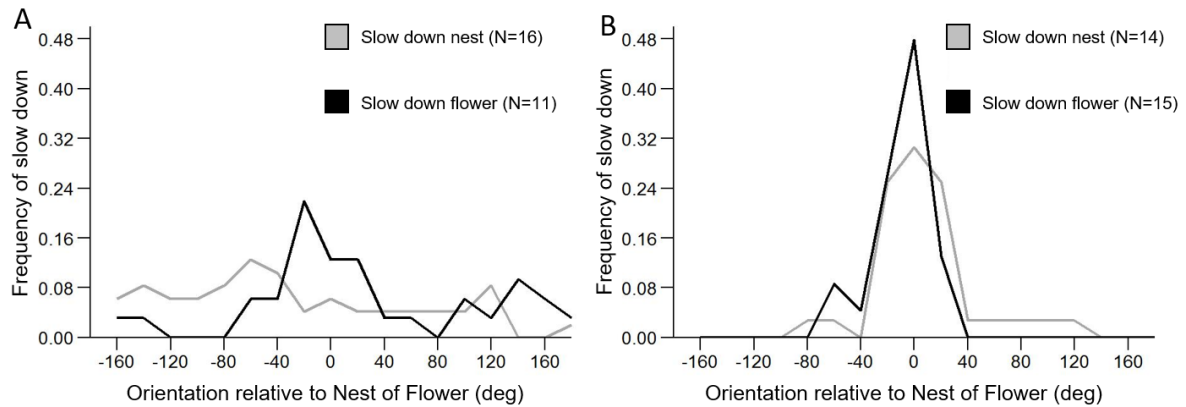 A
Slow down nest (N=16)
Slow down flower (N=11)
Frequency of slow down
0.48
0.40
0.32
0.24
0.16
0.08
0.00
-160 -120 -80 -40 0 40 80 120 160
Orientation relative to Nest of Flower (deg)
B
Slow down nest (N=14)
Slow down flower (N=15)
Frequency of slow down
0.48
0.40
0.32
0.24
0.16
0.08
0.00
-160 -120 -80 -40 0 40 80 120 160
Orientation relative to Nest of Flower (deg)